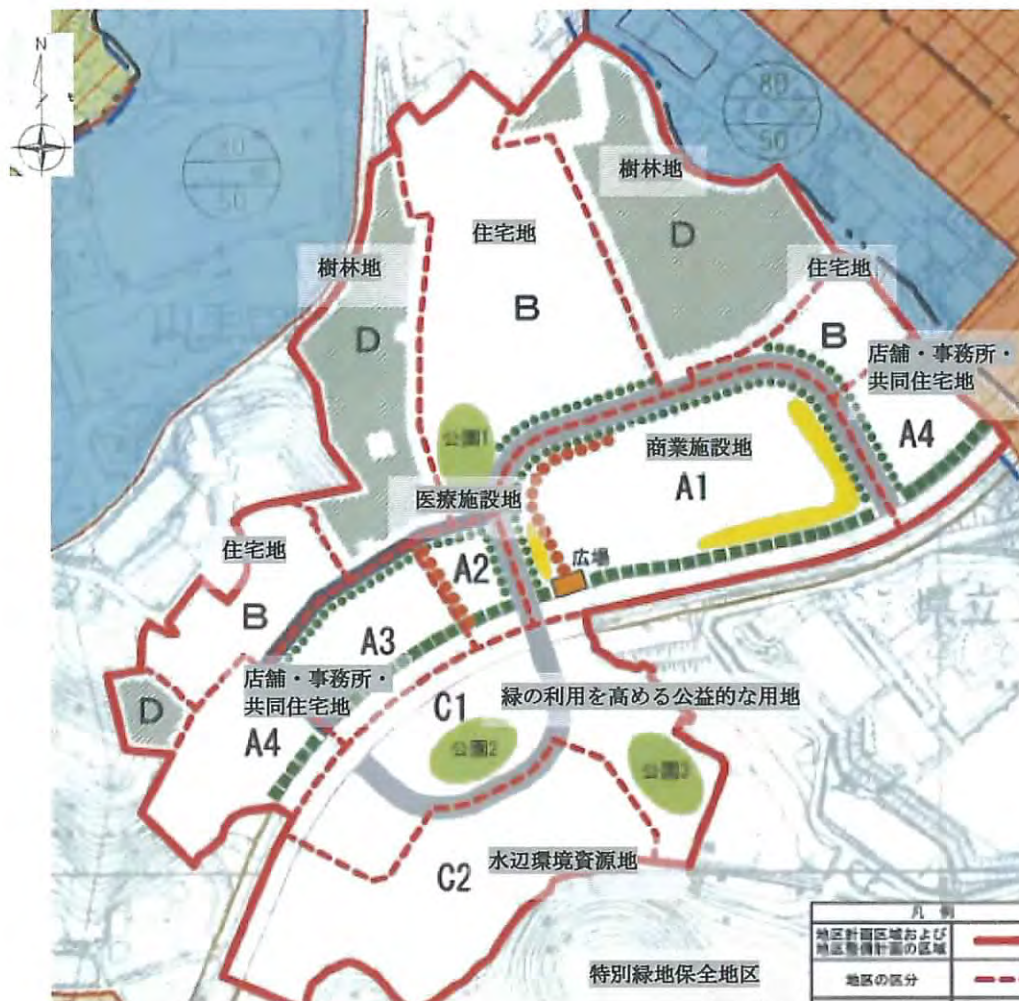 N
80
50
80
50
樹林地
住宅地
D
樹林地
住宅地
B
D
B
店舗・事務所・
共同住宅地
公園1
商業施設地
A4
A1
医療施設地
住宅地
A2
広場
県立
B
A3
店舗・事務所・
共同住宅地
緑の利用を高める公益的な用地
D
C1
A4
公園2
公園3
水辺環境資源地
C2
凡 例
地区計画区域および
地区整備計画の区域
特別緑地保全地区
地区の区分